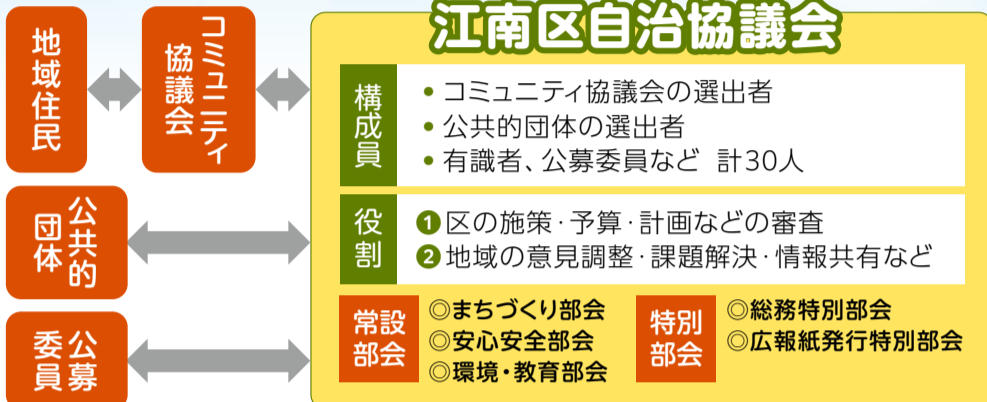 江南区自治協議会
地域住民
コミュニティ
協議会
公共的
団体
公募
委員
構成員
• コミュニティ協議会の選出者
• 公共的団体の選出者
• 有識者、公募委員など 計30人
役割
❶区の施策・予算・計画などの審査
❷地域の意見調整・課題解決・情報共有など
常設
部会
◎まちづくり部会
◎安心安全部会
◎環境・教育部会
特別
部会
◎総務特別部会
◎広報紙発行特別部会